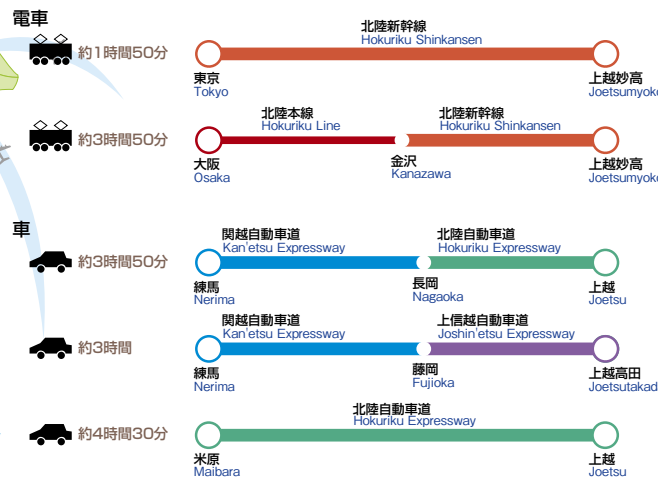 電車
北陸新幹線
Hokuriku Shinkansen
約1時間50分
東京
Tokyo
上越妙高
Joetsumyoko
北陸本線
Hokuriku Line
北陸新幹線
Hokuriku Shinkansen
約3時間50分
大阪
Osaka
金沢
Kanazawa
上越妙高
Joetsumyoko
車
関越自動車道
Kan'etsu Expressway
北陸自動車道
Hokuriku Expressway
約3時間50分
練馬
Nerima
長岡
Nagaoka
上越
Joetsu
関越自動車道
Kan'etsu Expressway
上信越自動車道
Joshin'etsu Expressway
約3時間
練馬
Nerima
藤岡
Fujioka
上越高田
Joetsutakad
北陸自動車道
Hokuriku Expressway
約4時間30分
米原
Maibara
上越
Joetsu